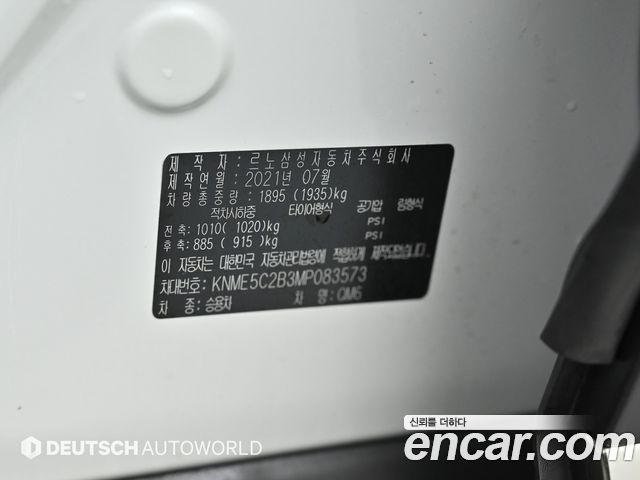 제 작 자 : 르노삼성자동차주식회사
제작연월 : 2021년 07월
차 량 총 중 량 : 1895 (1935)kg
적차시하중 타이어형식 공기압 림형식
전 축 : 1010( 1020)kg PSI
후 축 : 885 ( 915)kg PSI
이 자동차는 대한민국 자동차관리법령에 적합하게 제작되었습니다.
차대번호: KNME5C2B3MP083573
차 종 : 승용차 차 명 : QM6
신뢰를 더하다
DEUTSCH AUTOWORLD
encar.com